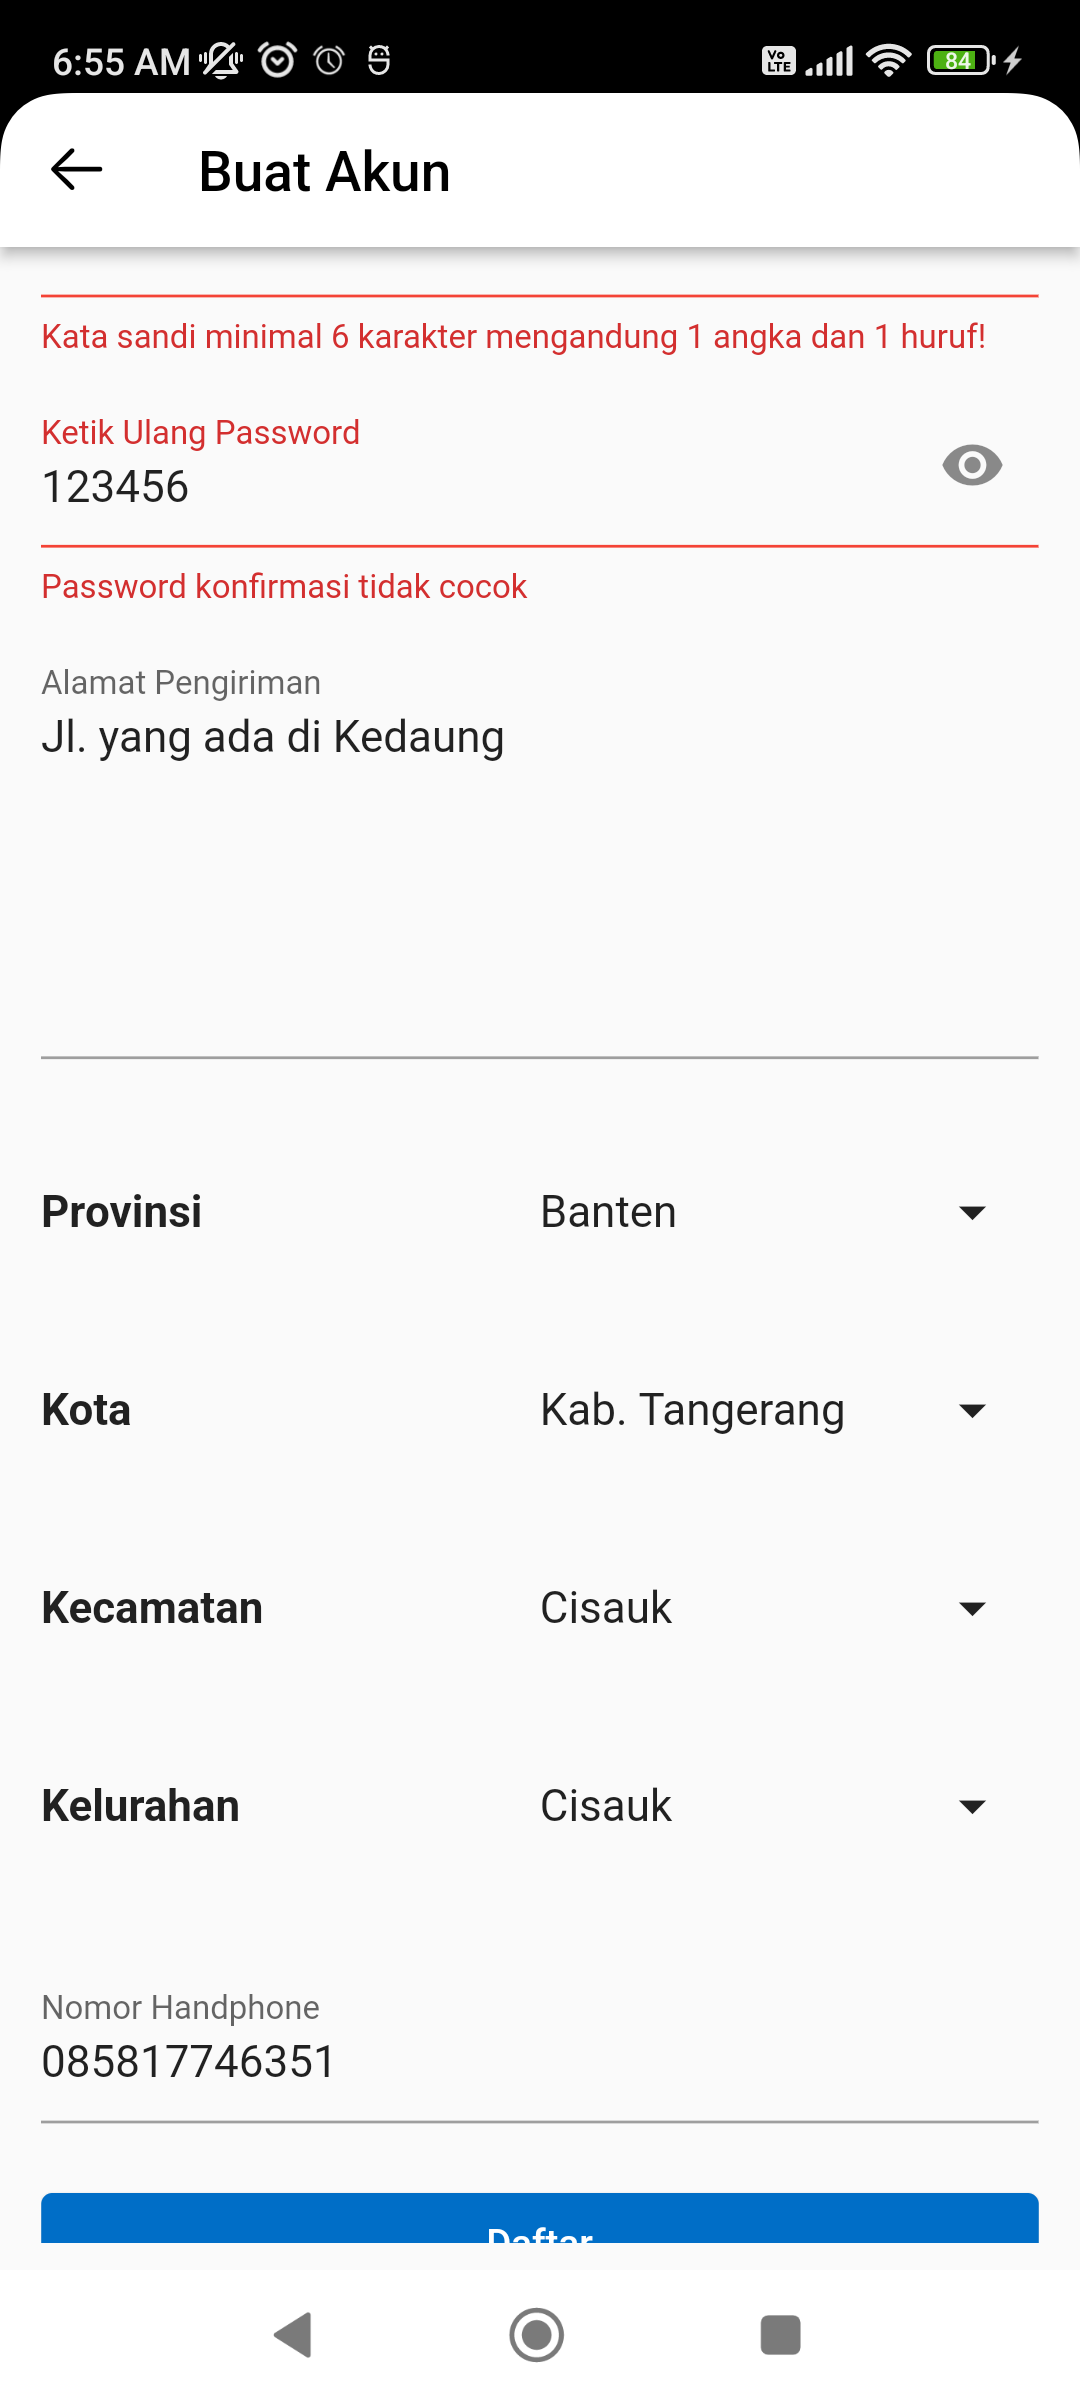 6:55 AM
Vo LTE
84
Buat Akun
Kata sandi minimal 6 karakter mengandung 1 angka dan 1 huruf!
Ketik Ulang Password
123456
Password konfirmasi tidak cocok
Alamat Pengiriman
Jl. yang ada di Kedaung
Provinsi
Banten
Kota
Kab. Tangerang
Kecamatan
Cisauk
Kelurahan
Cisauk
Nomor Handphone
085817746351
Daftar